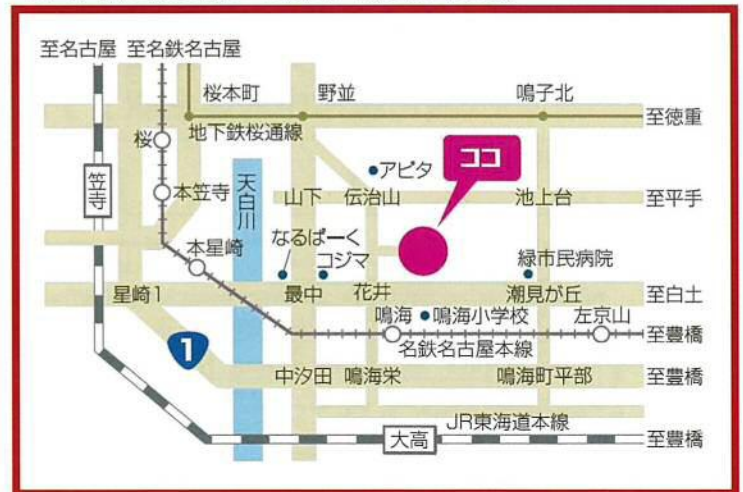 至名古屋 至名鉄名古屋
桜本町 野並 鳴子北
至徳重
地下鉄桜通線
桜
アピタ
ココ
笠寺
本笠寺
天白川
山下 伝治山 池上台 至平手
本星崎
なるぱーく
コジマ
緑市民病院
星崎1 最中 花井 潮見が丘 至白土
鳴海 鳴海小学校 左京山
至豊橋
名鉄名古屋本線
1
中汐田 鳴海栄 鳴海町平部 至豊橋
JR東海道本線
大高
至豊橋